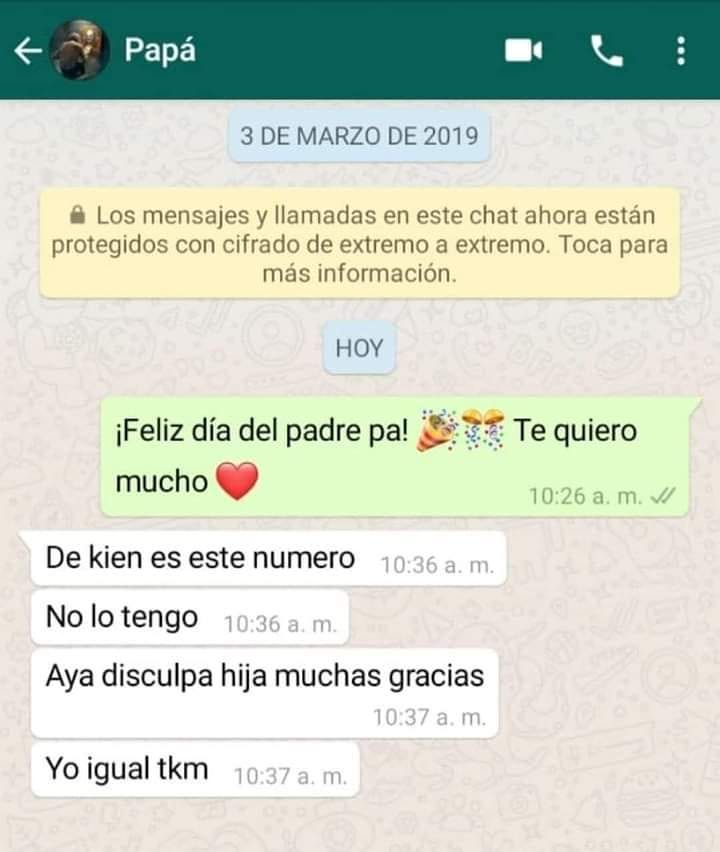 Papá
3 DE MARZO DE 2019
Los mensajes y llamadas en este chat ahora están
protegidos con cifrado de extremo a extremo. Toca para
más información.
HOY
¡Feliz día del padre pa! 🎉🎊 Te quiero
mucho ❤️
10:26 a. m.
De kien es este numero 10:36 a. m.
No lo tengo 10:36 a. m.
Aya disculpa hija muchas gracias
10:37 a. m.
Yo igual tkm 10:37 a. m.